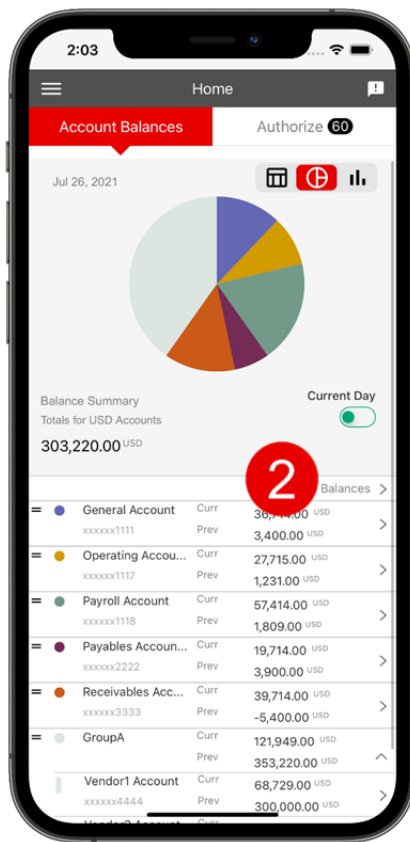 2:03
Home
Account Balances
Authorize 60
Jul 26, 2021
Current Day
Balance Summary
Totals for USD Accounts
303,220.00 USD
2
Balances >
General Account Curr USD
xxxxxx1111 Prev 3,400.00 USD
Operating Accou... Curr 27,715.00 USD
xxxxxx1117 Prev 1,231.00 USD
Payroll Account Curr 57,414.00 USD
xxxxxx1118 Prev 1,809.00 USD
Payables Accoun... Curr 19,714.00 USD
xxxxxx2222 Prev 3,900.00 USD
Receivables Acc... Curr 39,714.00 USD
xxxxxx3333 Prev -5,400.00 USD
GroupA Curr 121,949.00 USD
Prev 353,220.00 USD
Vendor1 Account Curr 68,729.00 USD
xxxxxx4444 Prev 300,000.00 USD
Vendor2 Account Curr